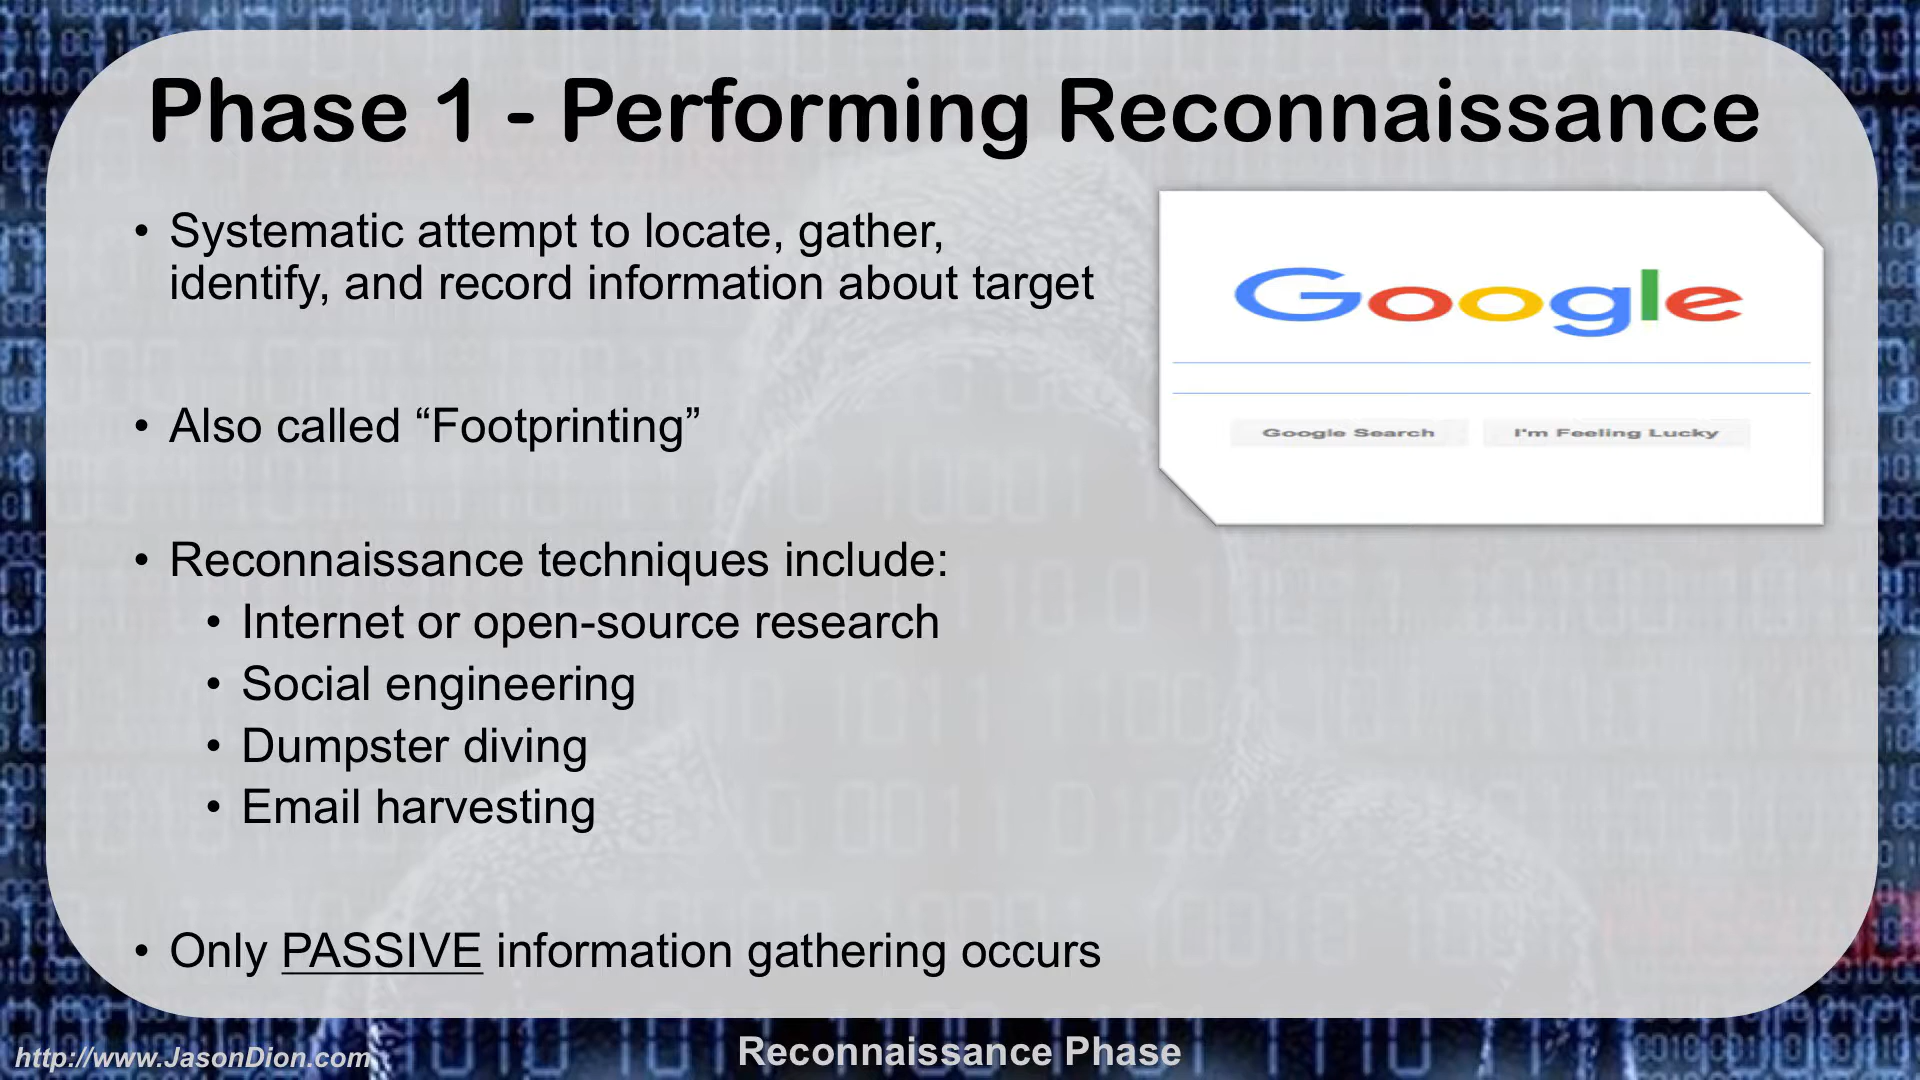 Phase 1 - Performing Reconnaissance
• Systematic attempt to locate, gather,
identify, and record information about target
• Also called “Footprinting”
• Reconnaissance techniques include:
• Internet or open-source research
• Social engineering
• Dumpster diving
• Email harvesting
• Only PASSIVE information gathering occurs
Google
Google Search I'm Feeling Lucky
http://www.JasonDion.com
Reconnaissance Phase